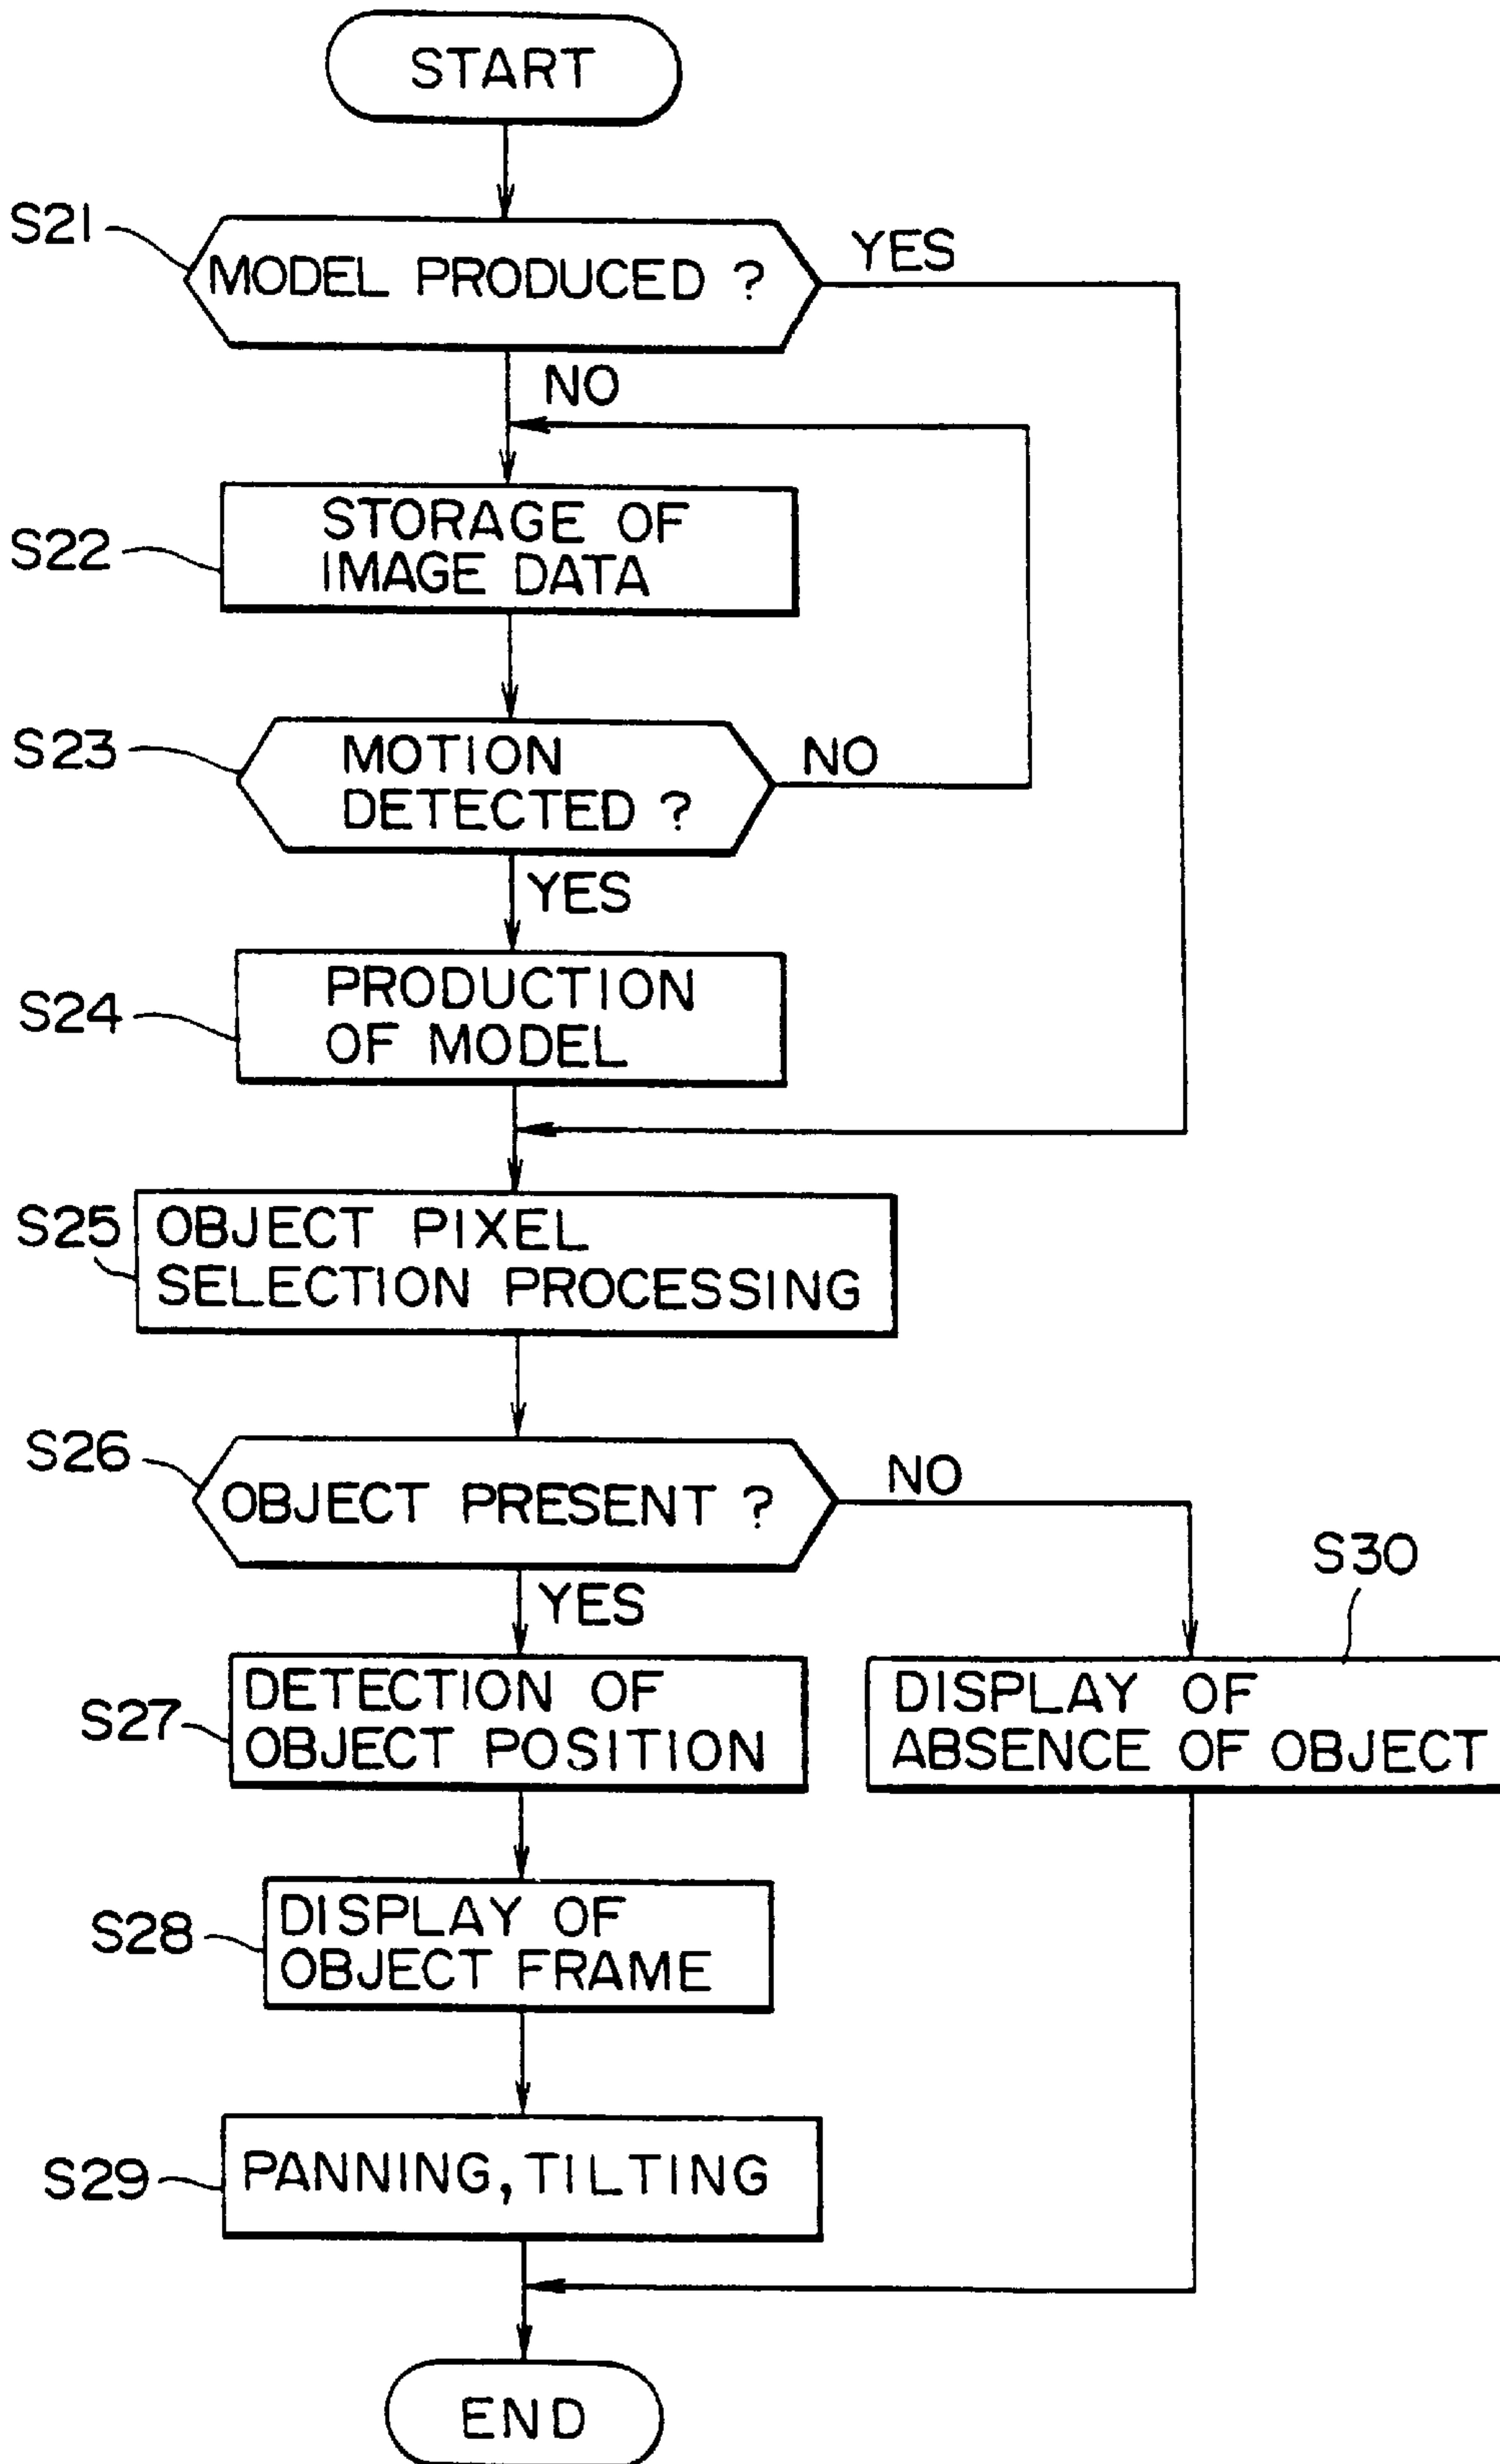 START
S21
MODEL PRODUCED ?
YES
NO
S22
STORAGE OF
IMAGE DATA
S23
MOTION
DETECTED ?
NO
YES
S24
PRODUCTION
OF MODEL
S25
OBJECT PIXEL
SELECTION PROCESSING
S26
OBJECT PRESENT ?
NO
YES
S30
S27
DETECTION OF
OBJECT POSITION
DISPLAY OF
ABSENCE OF OBJECT
S28
DISPLAY OF
OBJECT FRAME
S29
PANNING, TILTING
END